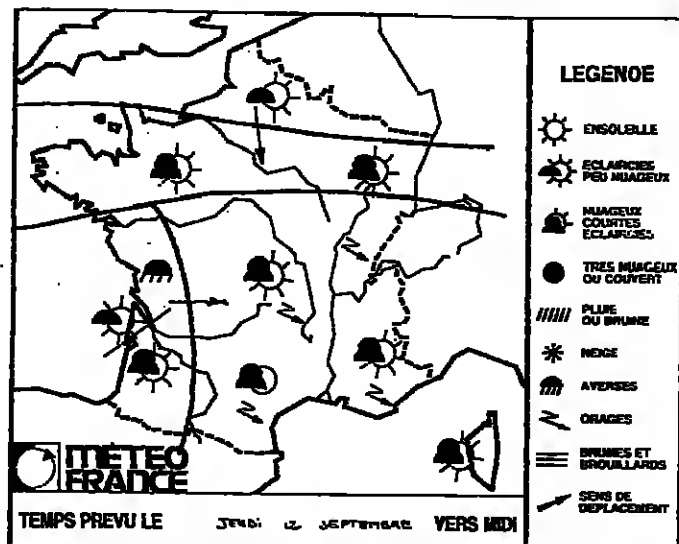 LEGENDE
ENSOLEILLE
ECLAIRCIES
PEU NUAGEUX
NUAGEUX
COURTES
ECLAIRCIES
TRES NUAGEUX
OU COUVERT
PLUIE
OU BRUINE
NEIGE
AVERSES
ORAGES
BRUMES ET
BROUILLARDS
SENS DE
DEPLACEMENT
METEO
FRANCE
TEMPS PREVU LE JEUDI 12 SEPTEMBRE VERS MIDI